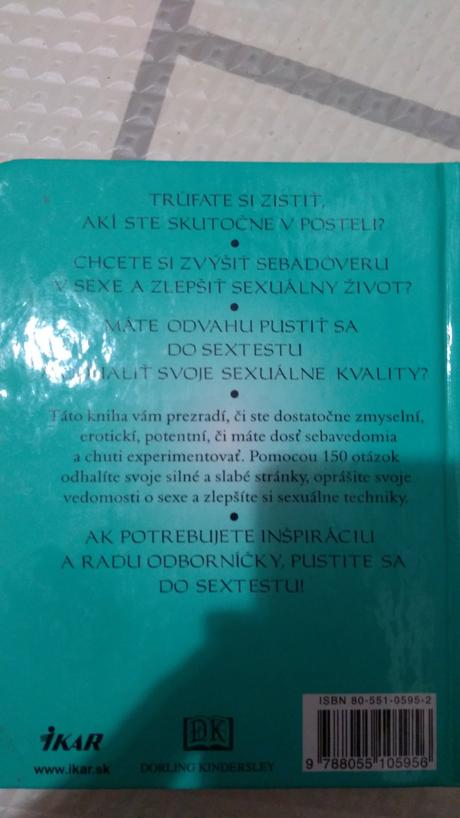 TRÚFATE SI ZISTIŤ,
AKÍ STE SKUTOČNE V POSTELI?
•
CHCETE SI ZVÝŠIŤ SEBADÔVERU
V SEXE A ZLEPŠIŤ SEXUÁLNY ŽIVOT?
•
MÁTE ODVAHU PUSTIŤ SA
DO SEXTESTU
ODHALIŤ SVOJE SEXUÁLNE KVALITY?
•
Táto kniha vám prezradí, či ste dostatočne zmyselní,
erotickí, potentní, či máte dosť sebavedomia
a chuti experimentovať. Pomocou 150 otázok
odhalíte svoje silné a slabé stránky, oprášite svoje
vedomosti o sexe a zlepšíte si sexuálne techniky.
•
AK POTREBUJETE INŠPIRÁCIU
A RADU ODBORNÍČKY, PUSTITE SA
DO SEXTESTU!
ISBN 80-551-0595-2
9 788055 105956
IKAR
www.ikar.sk
DK
DORLING KINDERSLEY